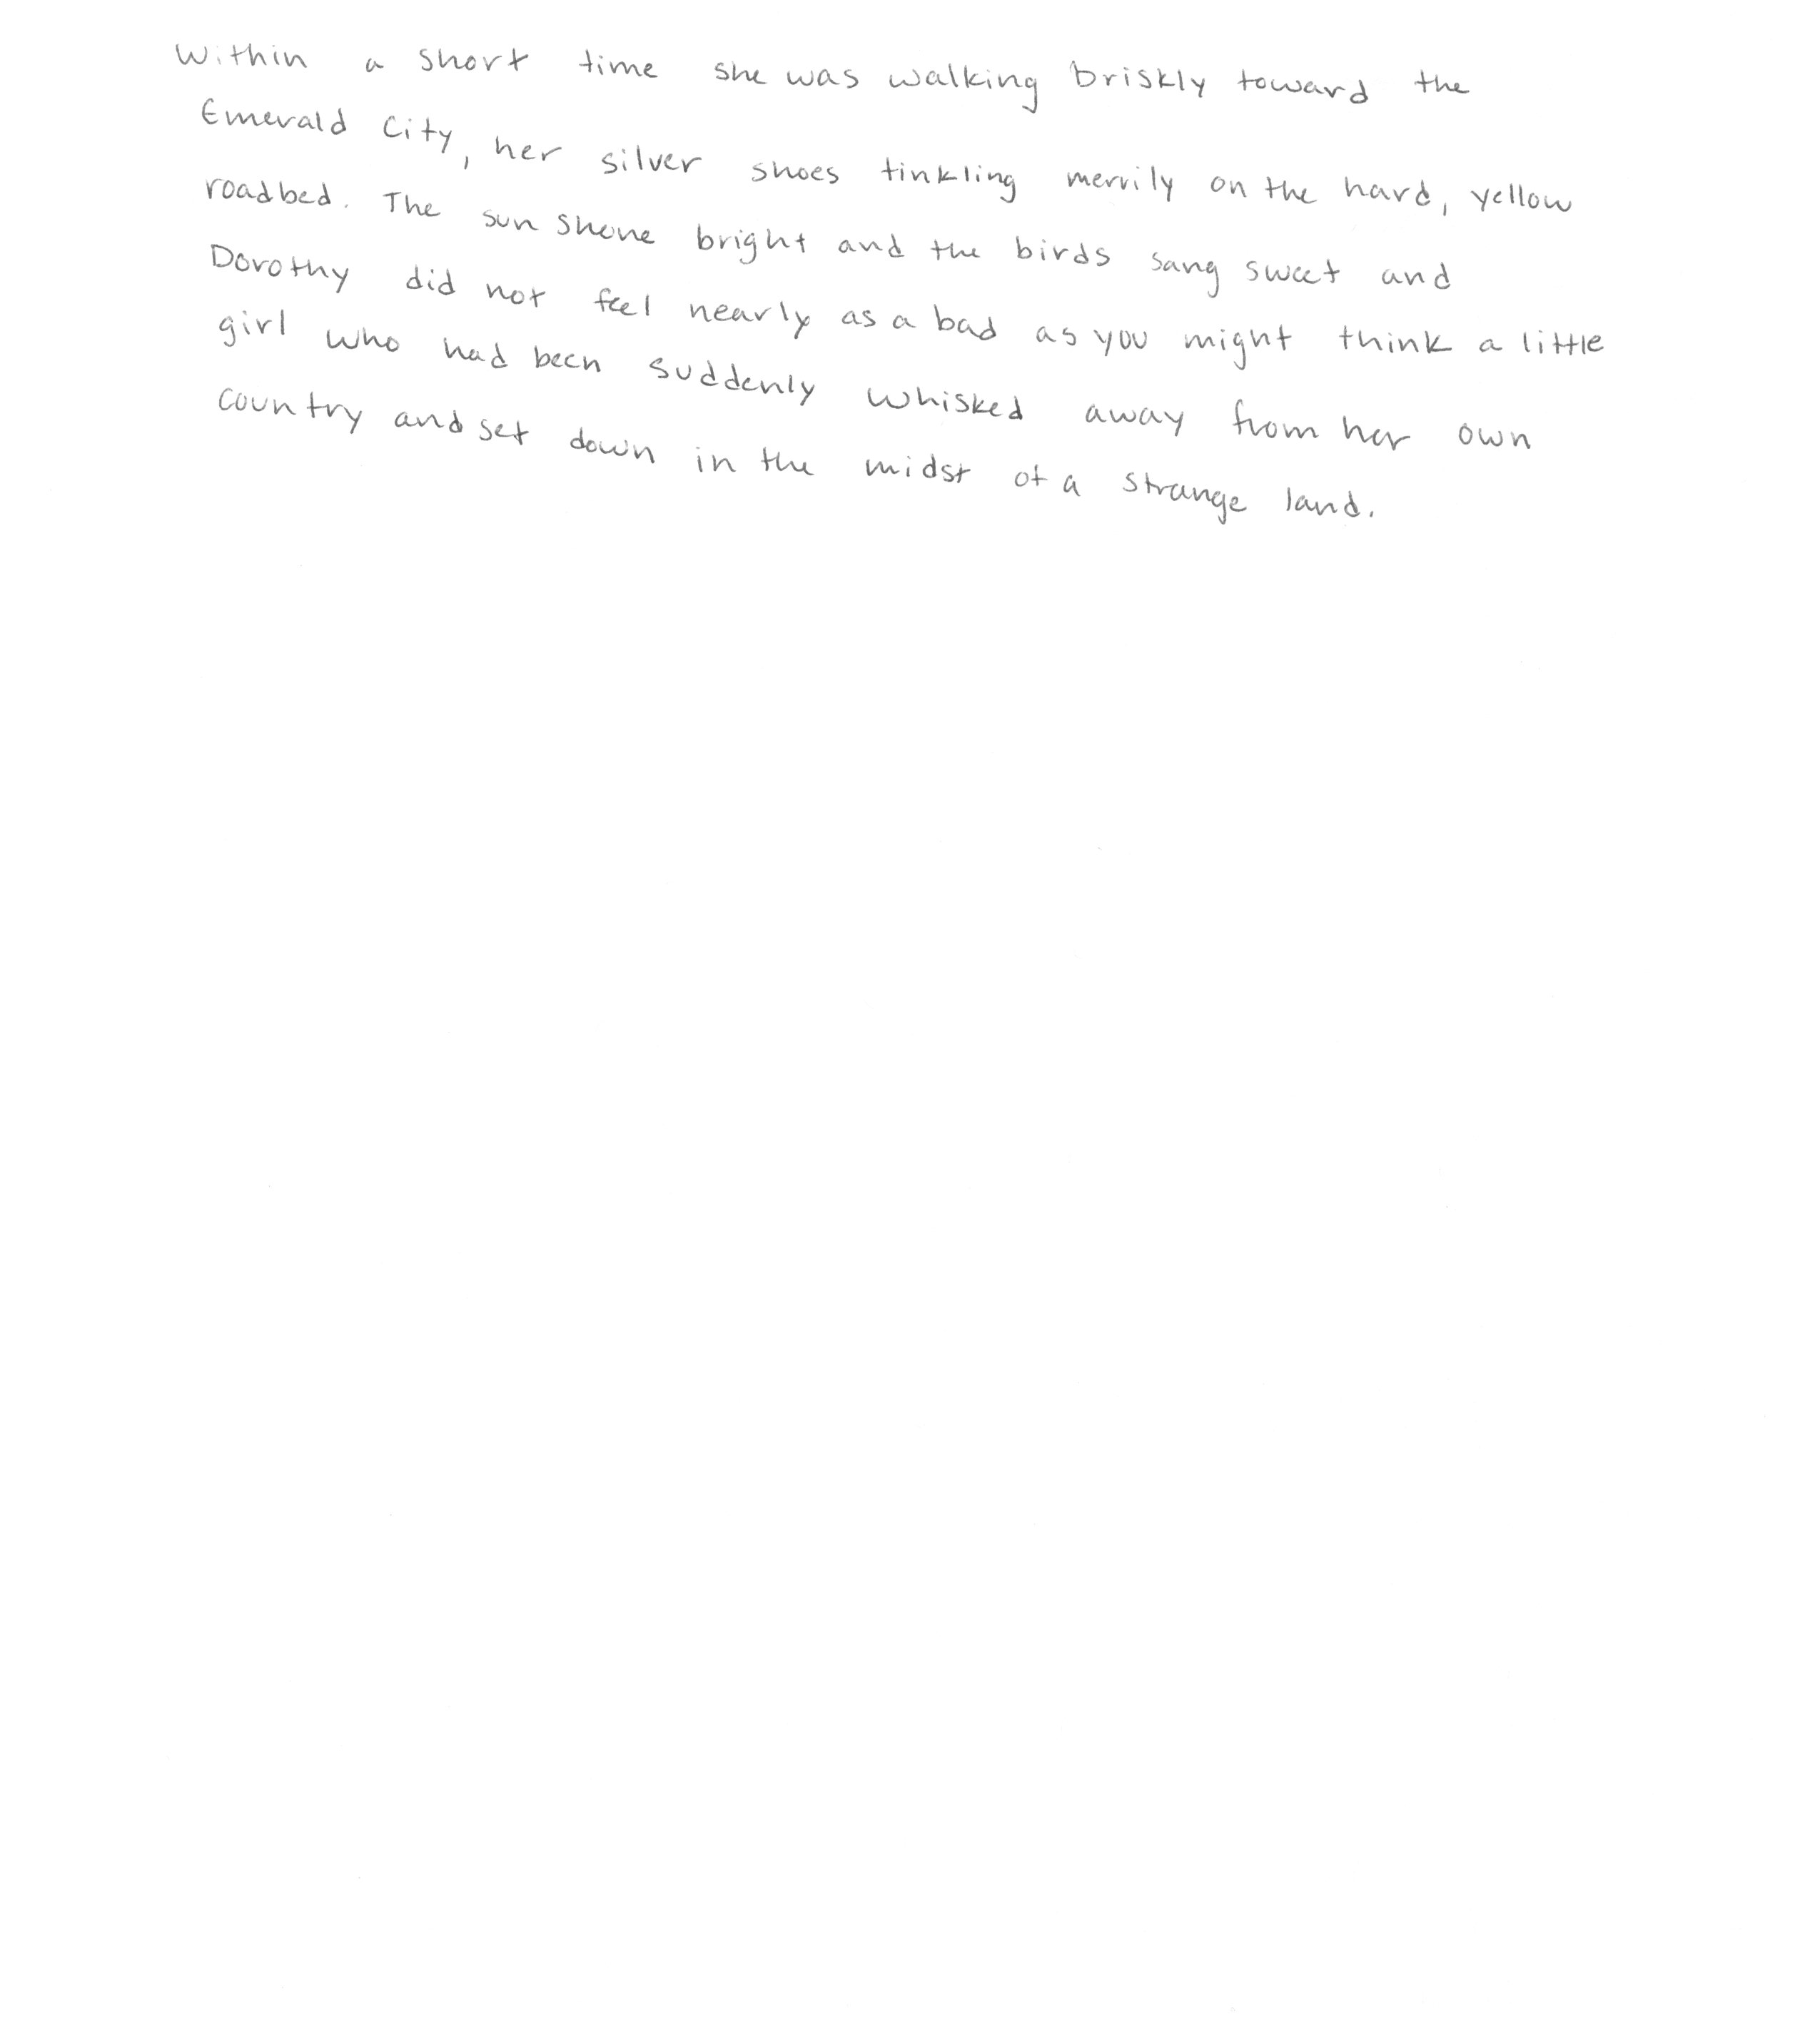 Within a short time she was walking briskly toward the
Emerald City, her silver shoes tinkling merrily on the hard, yellow
roadbed. The sun shone bright and the birds sang sweet and
Dorothy did not feel nearly as a bad as you might think a little
girl who had been suddenly whisked away from her own
country and set down in the midst of a strange land.